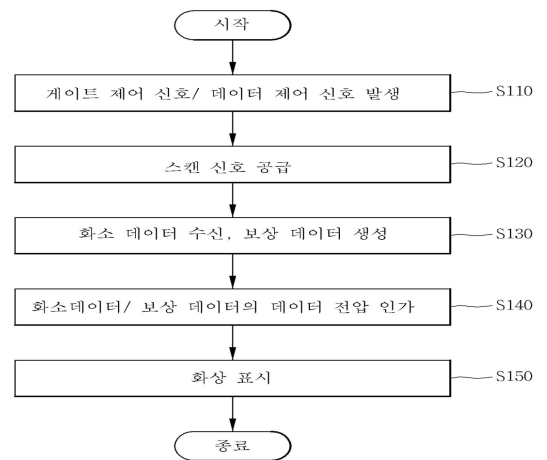 시작
게이트 제어 신호/ 데이터 제어 신호 발생 S110
스캔 신호 공급 S120
화소 데이터 수신, 보상 데이터 생성 S130
화소데이터/ 보상 데이터의 데이터 전압 인가 S140
화상 표시 S150
종료